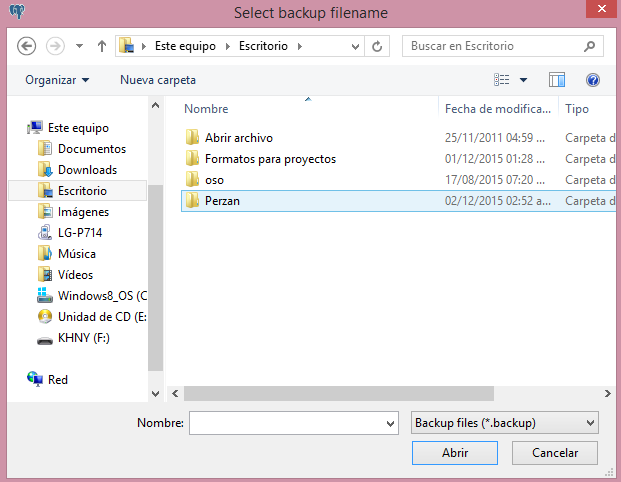 Select backup filename
Este equipo Escritorio
Buscar en Escritorio
Organizar Nueva carpeta
Nombre Fecha de modifica... Tipo
Este equipo
Documentos
Downloads
Escritorio
Imágenes
LG-P714
Música
Vídeos
Windows8_OS (C
Unidad de CD (E:
KHNY (F:)
Red
Abrir archivo 25/11/2011 04:59 ... Carpeta d
Formatos para proyectos 01/12/2015 01:28 ... Carpeta d
oso 17/08/2015 07:20 ... Carpeta d
Perzan 02/12/2015 02:52 a... Carpeta d
Nombre: Backup files (*.backup)
Abrir Cancelar